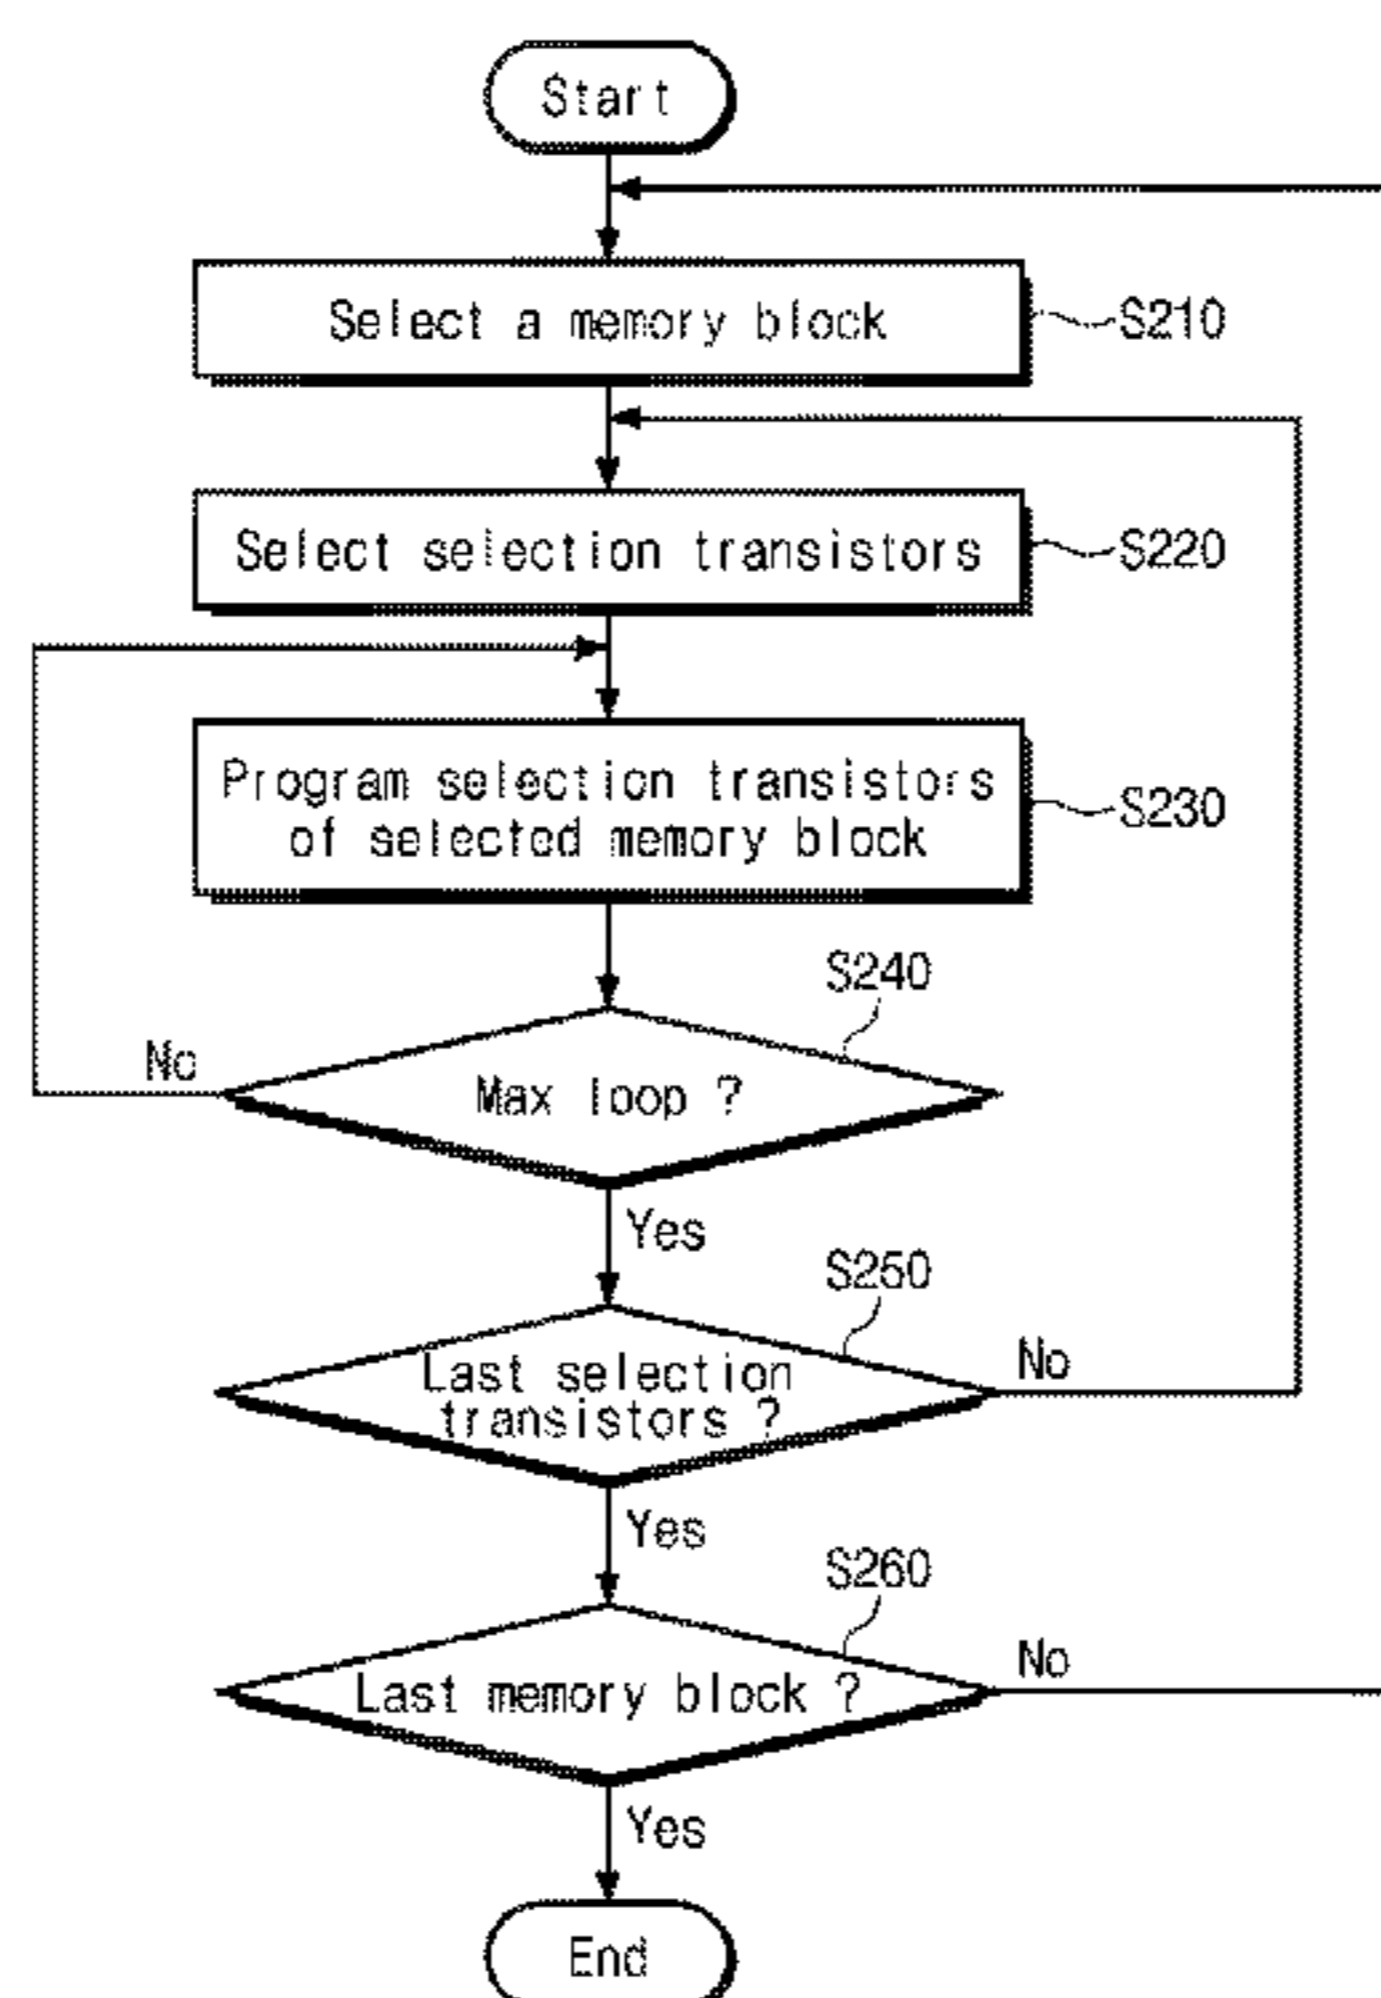 Start
Select a memory block
S210
Select selection transistors
S220
Program selection transistors
of selected memory block
S230
S240
No
Max loop ?
Yes
S250
Last selection
transistors ?
No
Yes
S260
Last memory block ?
No
Yes
End